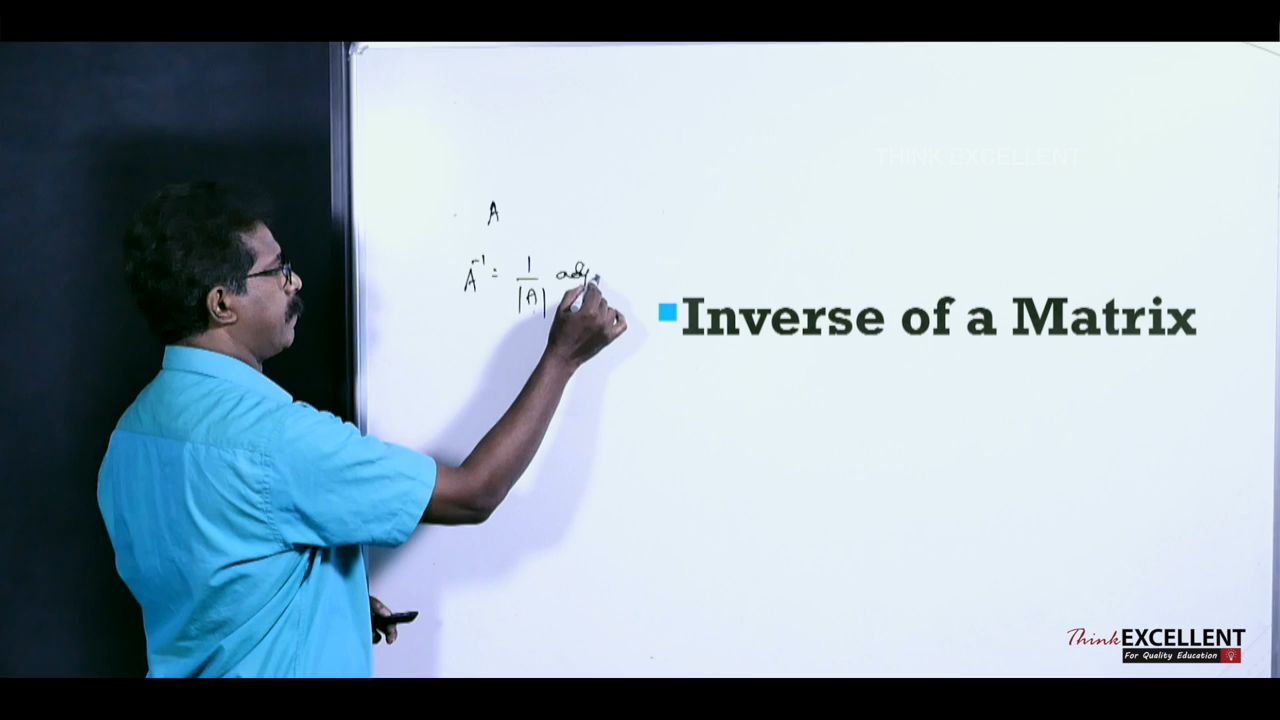 THINK EXCELLENT
A
A⁻¹ = 1/|A| adj
Inverse of a Matrix
Think EXCELLENT
For Quality Education